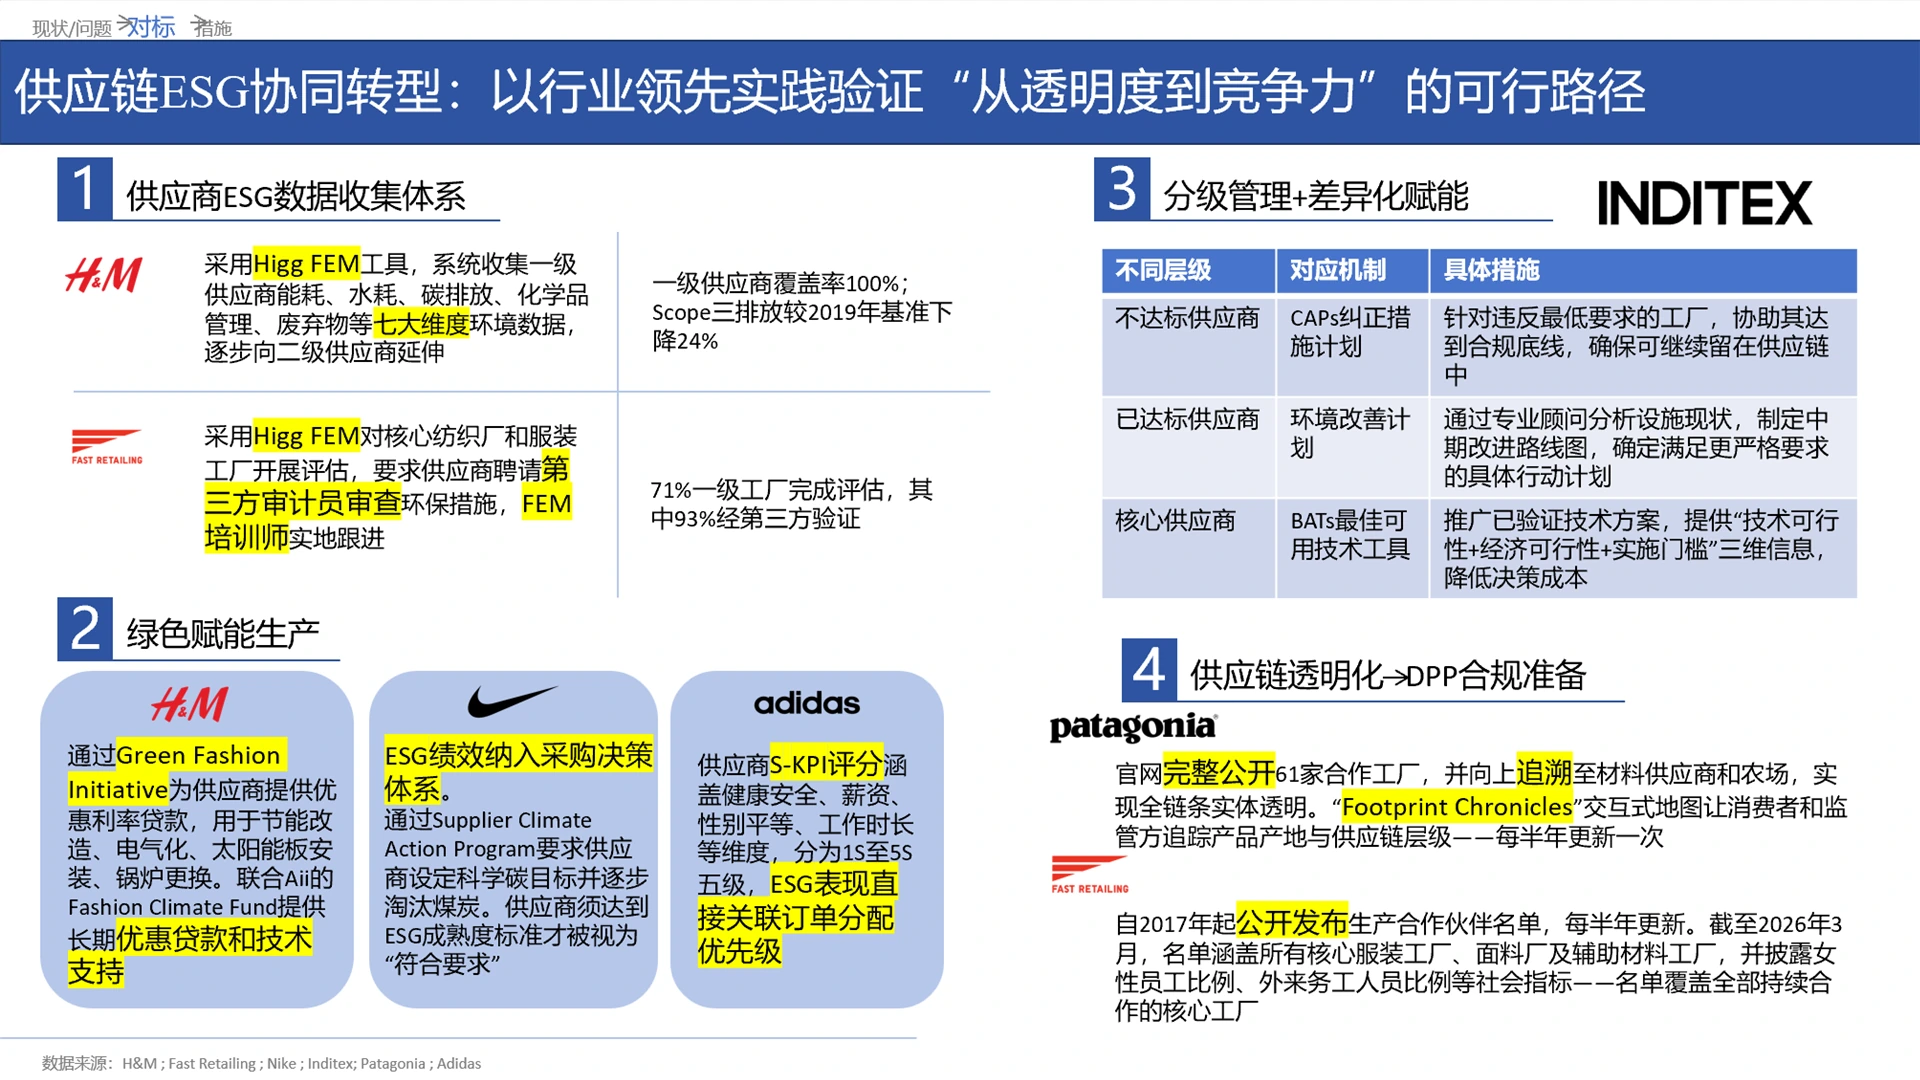 现状/问题 > 对标 > 措施
供应链ESG协同转型：以行业领先实践验证“从透明度到竞争力”的可行路径
1 供应商ESG数据收集体系
H&M
采用Higg FEM工具，系统收集一级
供应商能耗、水耗、碳排放、化学品
管理、废弃物等七大维度环境数据，
逐步向二级供应商延伸
一级供应商覆盖率100%；
Scope三排放较2019年基准下
降24%
FAST RETAILING
采用Higg FEM对核心纺织厂和服装
工厂开展评估，要求供应商聘请第
三方审计员审查环保措施，FEM
培训师实地跟进
71%一级工厂完成评估，其
中93%经第三方验证
2 绿色赋能生产
H&M
通过Green Fashion
Initiative为供应商提供优
惠利率贷款，用于节能改
造、电气化、太阳能板安
装、锅炉更换。联合Aii的
Fashion Climate Fund提供
长期优惠贷款和技术
支持
ESG绩效纳入采购决策
体系。
通过Supplier Climate
Action Program要求供应
商设定科学碳目标并逐步
淘汰煤炭。供应商须达到
ESG成熟度标准才被视为
“符合要求”
adidas
供应商S-KPI评分涵
盖健康安全、薪资、
性别平等、工作时长
等维度，分为1S至5S
五级，ESG表现直
接关联订单分配
优先级
3 分级管理+差异化赋能
INDITEX
不同层级 对应机制 具体措施
不达标供应商 CAPs纠正措
施计划
针对违反最低要求的工厂，协助其达
到合规底线，确保可继续留在供应链
中
已达标供应商 环境改善计
划
通过专业顾问分析设施现状，制定中
期改进路线图，确定满足更严格要求
的具体行动计划
核心供应商 BATs最佳可
用技术工具
推广已验证技术方案，提供“技术可行
性+经济可行性+实施门槛”三维信息，
降低决策成本
4 供应链透明化→DPP合规准备
patagonia®
官网完整公开61家合作工厂，并向上追溯至材料供应商和农场，实
现全链条实体透明。“Footprint Chronicles”交互式地图让消费者和监
管方追踪产品产地与供应链层级——每半年更新一次
FAST RETAILING
自2017年起公开发布生产合作伙伴名单，每半年更新。截至2026年3
月，名单涵盖所有核心服装工厂、面料厂及辅助材料工厂，并披露女
性员工比例、外来务工人员比例等社会指标——名单覆盖全部持续合
作的核心工厂
数据来源：H&M ; Fast Retailing ; Nike ; Inditex; Patagonia ; Adidas